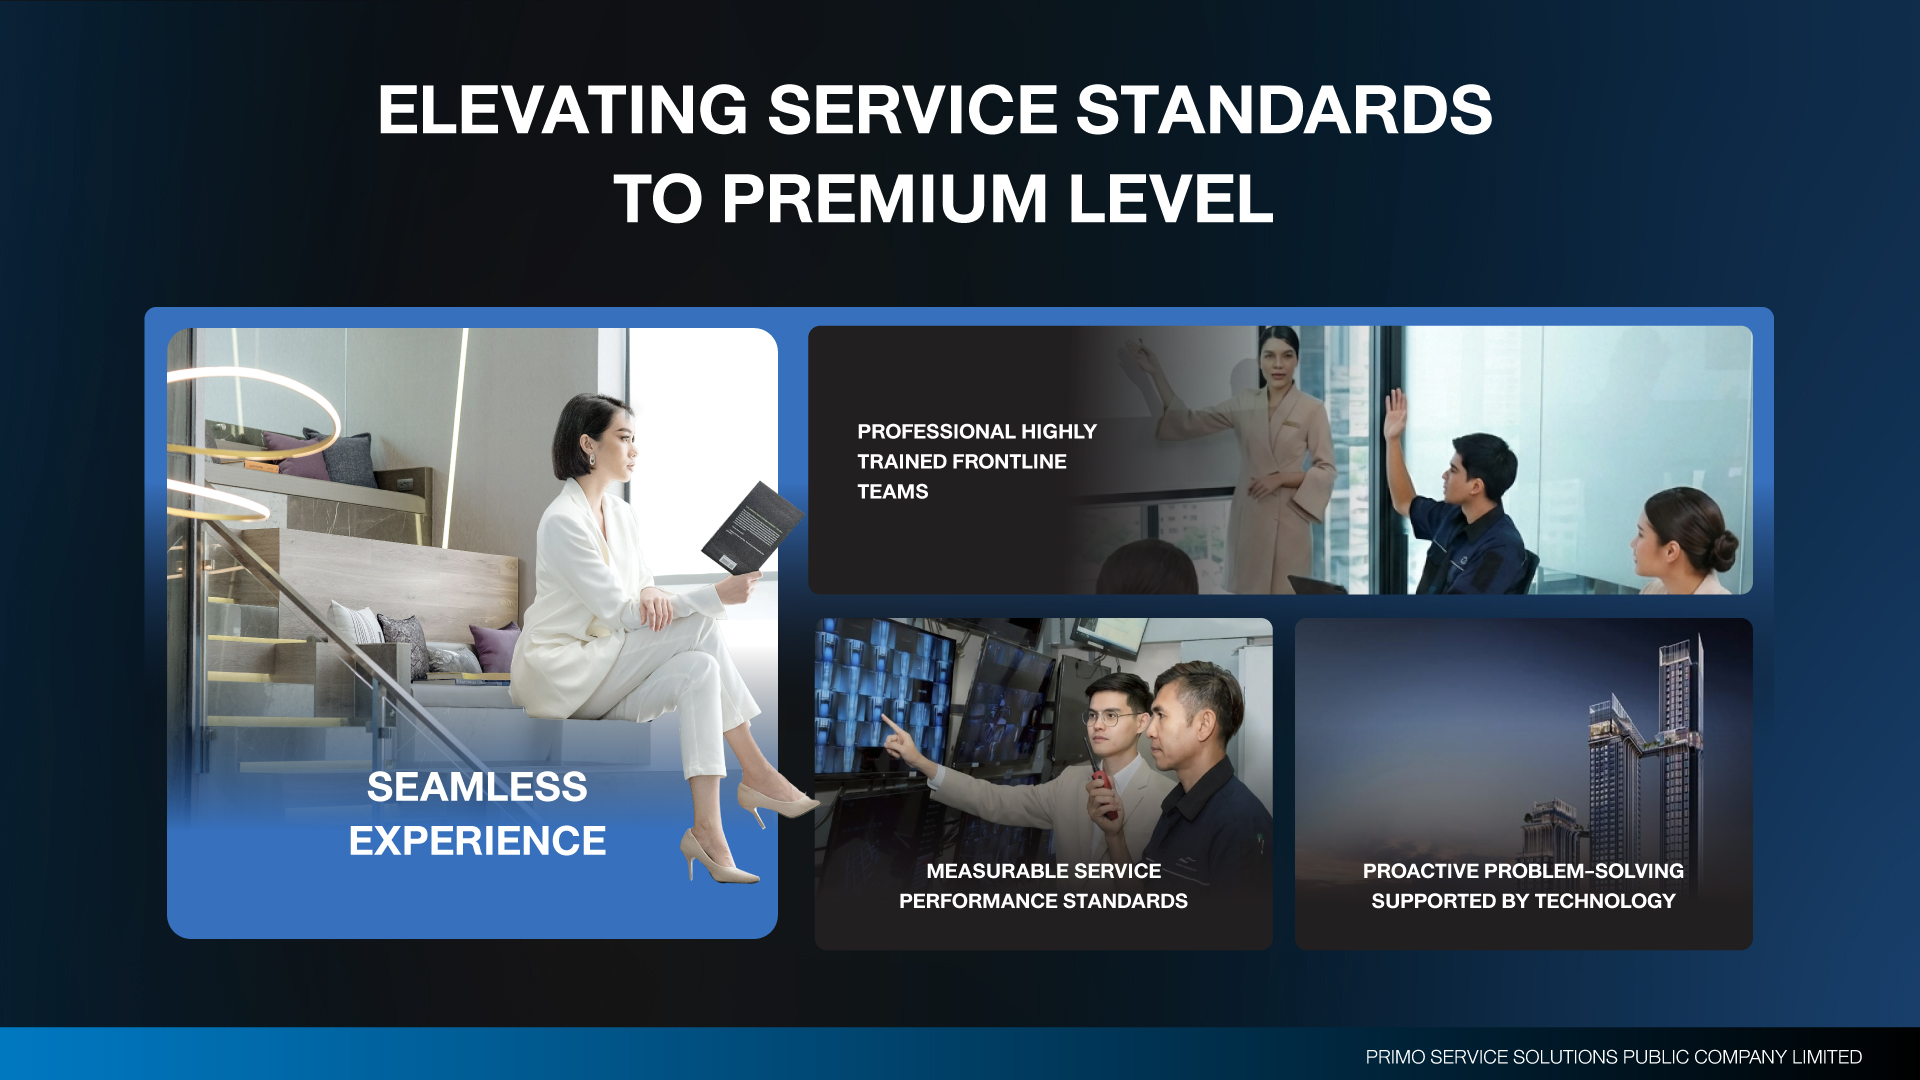 ELEVATING SERVICE STANDARDS
TO PREMIUM LEVEL
SEAMLESS
EXPERIENCE
PROFESSIONAL HIGHLY
TRAINED FRONTLINE
TEAMS
MEASURABLE SERVICE
PERFORMANCE STANDARDS
PROACTIVE PROBLEM-SOLVING
SUPPORTED BY TECHNOLOGY
PRIMO SERVICE SOLUTIONS PUBLIC COMPANY LIMITED